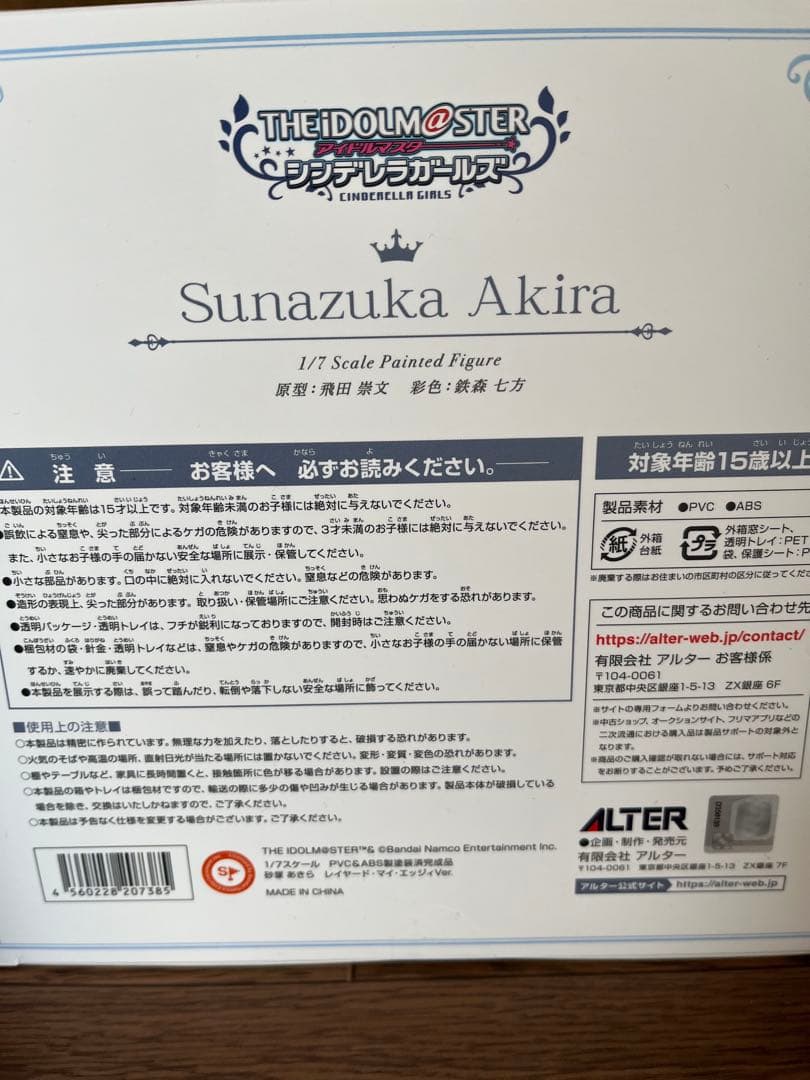 THE iDOLM@STER
アイドルマスター
シンデレラガールズ
CINDERELLA GIRLS
Sunazuka Akira
1/7 Scale Painted Figure
原型:飛田 崇文 彩色:鉄森 七方
注意 お客様へ 必ずお読みください。
本製品の対象年齢は15才以上です。対象年齢未満のお子様には絶対に与えないでください。
●誤飲による窒息や、尖った部分によるケガの危険がありますので、3才未満のお子様には絶対に与えないでください。
また、小さなお子様の手の届かない安全な場所に展示・保管してください。
●小さな部品があります。口の中に絶対に入れないでください。窒息などの危険があります。
●造形の表現上、尖った部分があります。取り扱い・保管場所にご注意ください。思わぬケガをする恐れがあります。
●透明パッケージ・透明トレイは、フチが鋭利になっておりますので、開封時はご注意ください。
●梱包材の袋・針金・透明トレイなどは、窒息やケガの危険がありますので、小さいお子様の手の届かない場所に保管
するか、速やかに廃棄してください。
●本製品を展示する際は、誤って踏んだり、転倒や落下しない安全な場所に飾ってください。
■使用上の注意■
○本製品は精密に作られています。無理な力を加えたり、落としたりすると、破損する恐れがあります。
○火気のそばや高温の場所、直射日光が当たる場所には置かないでください。変形・変質・変色の恐れがあります。
○棚やテーブルなど、家具に長時間置くと、接触箇所に色が移る場合があります。設置の際はご注意ください。
○本製品の箱やトレイは梱包材ですので、輸送の際に多少の傷や凹みが生じる場合があります。製品本体が破損している
場合を除き、交換はいたしかねますので、ご了承ください。
○本製品は予告なく仕様を変更する場合がございます。ご了承ください。
4 560228 207385
SF
THE IDOLM@STER™& ©Bandai Namco Entertainment Inc.
1/7スケール PVC&ABS製塗装済完成品
砂塚 あきら レイヤード・マイ・エッジィVer.
MADE IN CHINA
対象年齢15歳以上
製品素材 ●PVC ●ABS
紙 外箱
台紙
プラ 外箱窓シート、
透明トレイ:PET
袋、保護シート:P
※廃棄する際はお住まいの市区町村の区分に従ってくだ
この商品に関するお問い合わせ先
https://alter-web.jp/contact/
有限会社 アルター お客様係
〒104-0061
東京都中央区銀座1-5-13 ZX銀座 6F
※サイトの専用フォームよりお問い合わせください。
※中古ショップ、オークションサイト、フリマアプリなどの
二次流通における購入品は製品サポートの対象外と
なります。
※商品のご購入確認が取れない場合には、サポート対応
をお断りすることがございます。予めご了承ください。
ALTER
●企画・制作・発売元
有限会社 アルター
〒104-0061 東京都中央区銀座1-5-13 ZX銀座 7F
アルター公式サイト https://alter-web.jp